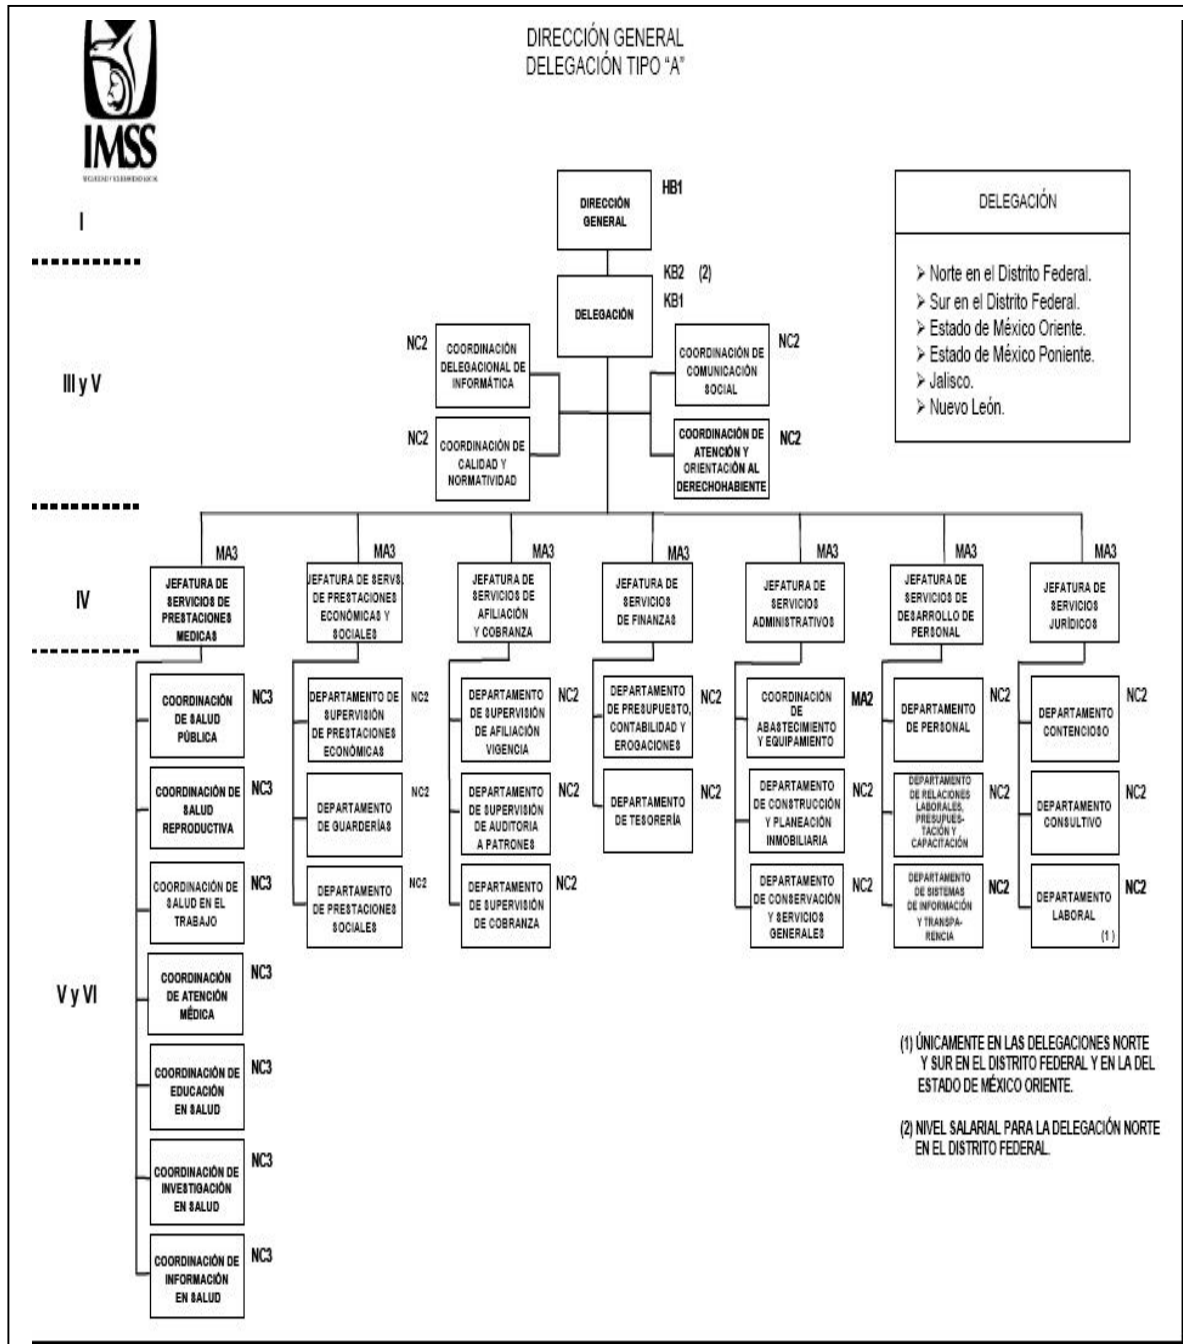 DIRECCIÓN GENERAL
DELEGACIÓN TIPO “A”
IMSS
SEGURIDAD Y SOLIDARIDAD SOCIAL
I
DIRECCIÓN
GENERAL
HB1
DELEGACIÓN
KB2 (2)
KB1
DELEGACIÓN
➢ Norte en el Distrito Federal.
➢ Sur en el Distrito Federal.
➢ Estado de México Oriente.
➢ Estado de México Poniente.
➢ Jalisco.
➢ Nuevo León.
III y V
NC2
COORDINACIÓN
DELEGACIONAL DE
INFORMÁTICA
COORDINACIÓN DE
COMUNICACIÓN
SOCIAL
NC2
NC2
COORDINACIÓN DE
CALIDAD Y
NORMATIVIDAD
COORDINACIÓN DE
ATENCIÓN Y
ORIENTACIÓN AL
DERECHOHABIENTE
NC2
IV
MA3
JEFATURA DE
SERVICIOS DE
PRESTACIONES
MEDICAS
MA3
JEFATURA DE SERVS.
DE PRESTACIONES
ECONÓMICAS Y
SOCIALES
MA3
JEFATURA DE
SERVICIOS DE
AFILIACIÓN
Y COBRANZA
MA3
JEFATURA DE
SERVICIOS
DE FINANZAS
MA3
JEFATURA DE
SERVICIOS
ADMINISTRATIVOS
MA3
JEFATURA DE
SERVICIOS DE
DESARROLLO DE
PERSONAL
MA3
JEFATURA DE
SERVICIOS
JURÍDICOS
V y VI
COORDINACIÓN
DE SALUD
PÚBLICA
NC3
COORDINACIÓN DE
SALUD
REPRODUCTIVA
NC3
COORDINACIÓN DE
SALUD EN EL
TRABAJO
NC3
COORDINACIÓN
DE ATENCIÓN
MÉDICA
NC3
COORDINACIÓN DE
EDUCACIÓN
EN SALUD
NC3
COORDINACIÓN DE
INVESTIGACIÓN
EN SALUD
NC3
COORDINACIÓN DE
INFORMACIÓN
EN SALUD
NC3
DEPARTAMENTO DE
SUPERVISIÓN
DE PRESTACIONES
ECONÓMICAS
NC2
DEPARTAMENTO
DE GUARDERÍAS
NC2
DEPARTAMENTO
DE PRESTACIONES
SOCIALES
NC2
DEPARTAMENTO
DE SUPERVISIÓN
DE AFILIACIÓN
VIGENCIA
NC2
DEPARTAMENTO
DE SUPERVISIÓN
DE AUDITORIA
A PATRONES
NC2
DEPARTAMENTO
DE SUPERVISIÓN
DE COBRANZA
NC2
DEPARTAMENTO
DE PRESUPUESTO,
CONTABILIDAD Y
EROGACIONES
NC2
DEPARTAMENTO
DE TESORERÍA
NC2
COORDINACIÓN
DE
ABASTECIMIENTO
Y EQUIPAMIENTO
MA2
DEPARTAMENTO
DE CONSTRUCCIÓN
Y PLANEACIÓN
INMOBILIARIA
NC2
DEPARTAMENTO
DE CONSERVACIÓN
Y SERVICIOS
GENERALES
NC2
DEPARTAMENTO
DE PERSONAL
NC2
DEPARTAMENTO
DE RELACIONES
LABORALES,
PRESUPUES-
TACIÓN Y
CAPACITACIÓN
NC2
DEPARTAMENTO
DE SISTEMAS
DE INFORMACIÓN
Y TRANSPA-
RENCIA
NC2
DEPARTAMENTO
CONTENCIOSO
NC2
DEPARTAMENTO
CONSULTIVO
NC2
DEPARTAMENTO
LABORAL
(1 )
NC2
(1) ÚNICAMENTE EN LAS DELEGACIONES NORTE
Y SUR EN EL DISTRITO FEDERAL Y EN LA DEL
ESTADO DE MÉXICO ORIENTE.
(2) NIVEL SALARIAL PARA LA DELEGACIÓN NORTE
EN EL DISTRITO FEDERAL.